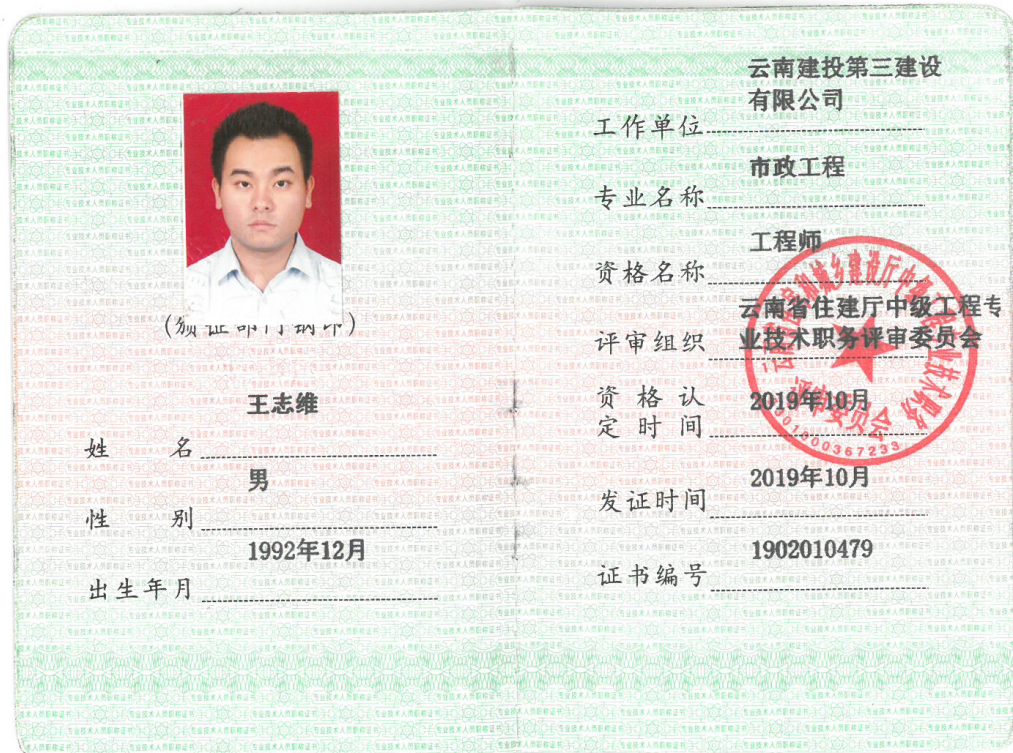 (颁证部门钢印)
王志维
姓 名
男
性 别
1992年12月
出生年月
云南建投第三建设
有限公司
工作单位
市政工程
专业名称
工程师
资格名称
云南省住建厅中级工程专
业技术职务评审委员会
评审组织
资格认
定时间
2019年10月
2019年10月
发证时间
1902010479
证书编号
评审委员会